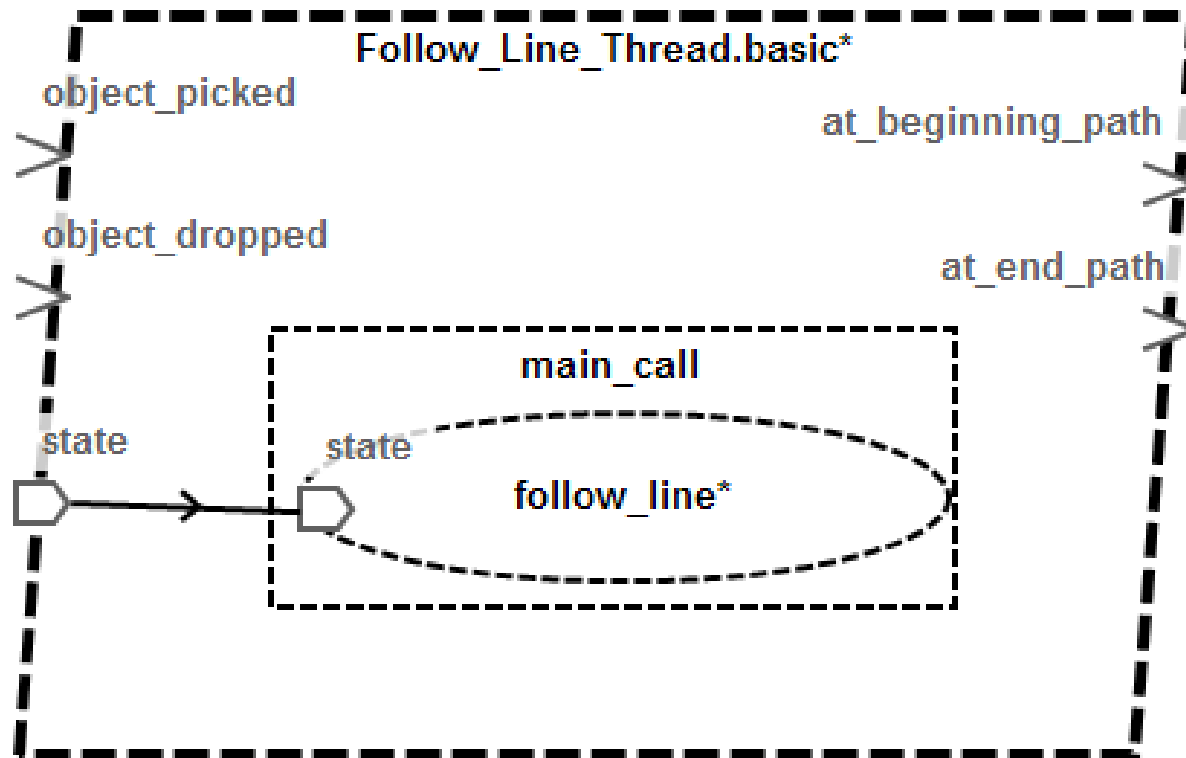 Follow_Line_Thread.basic*
object_picked
at_beginning_path
object_dropped
at_end_path
main_call
state
state
follow_line*